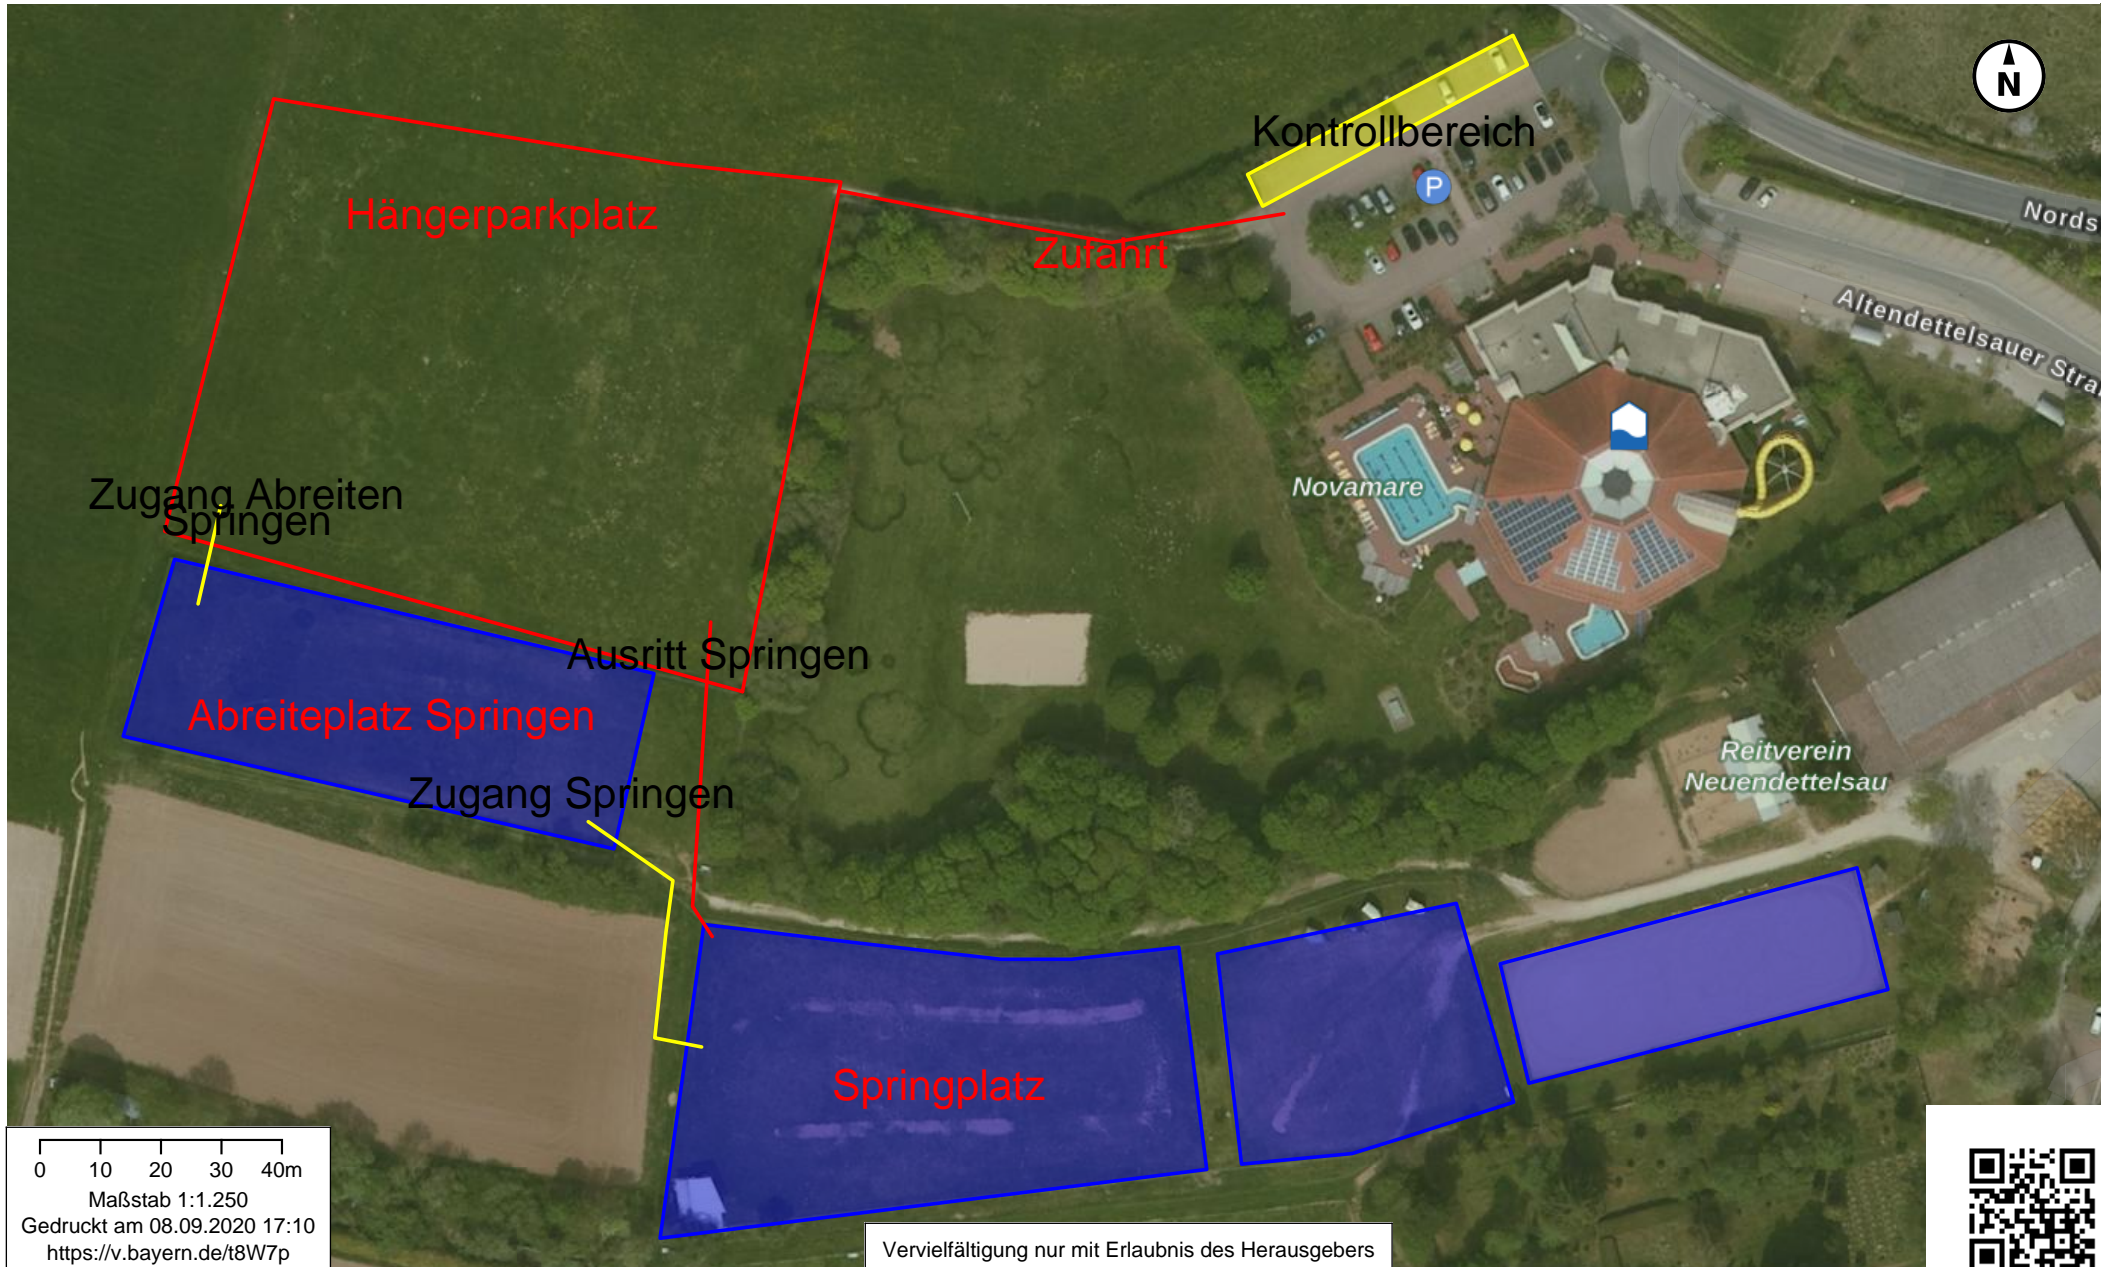 N
Kontrollbereich
P
Hängerparkplatz
Zufahrt
Nords
Altendettelsauer Stra
Novamare
Zugang Abreiten
Springen
Ausritt Springen
Abreiteplatz Springen
Zugang Springen
Reitverein
Neuendettelsau
Springplatz
0 10 20 30 40m
Maßstab 1:1.250
Gedruckt am 08.09.2020 17:10
https://v.bayern.de/t8W7p
Vervielfältigung nur mit Erlaubnis des Herausgebers